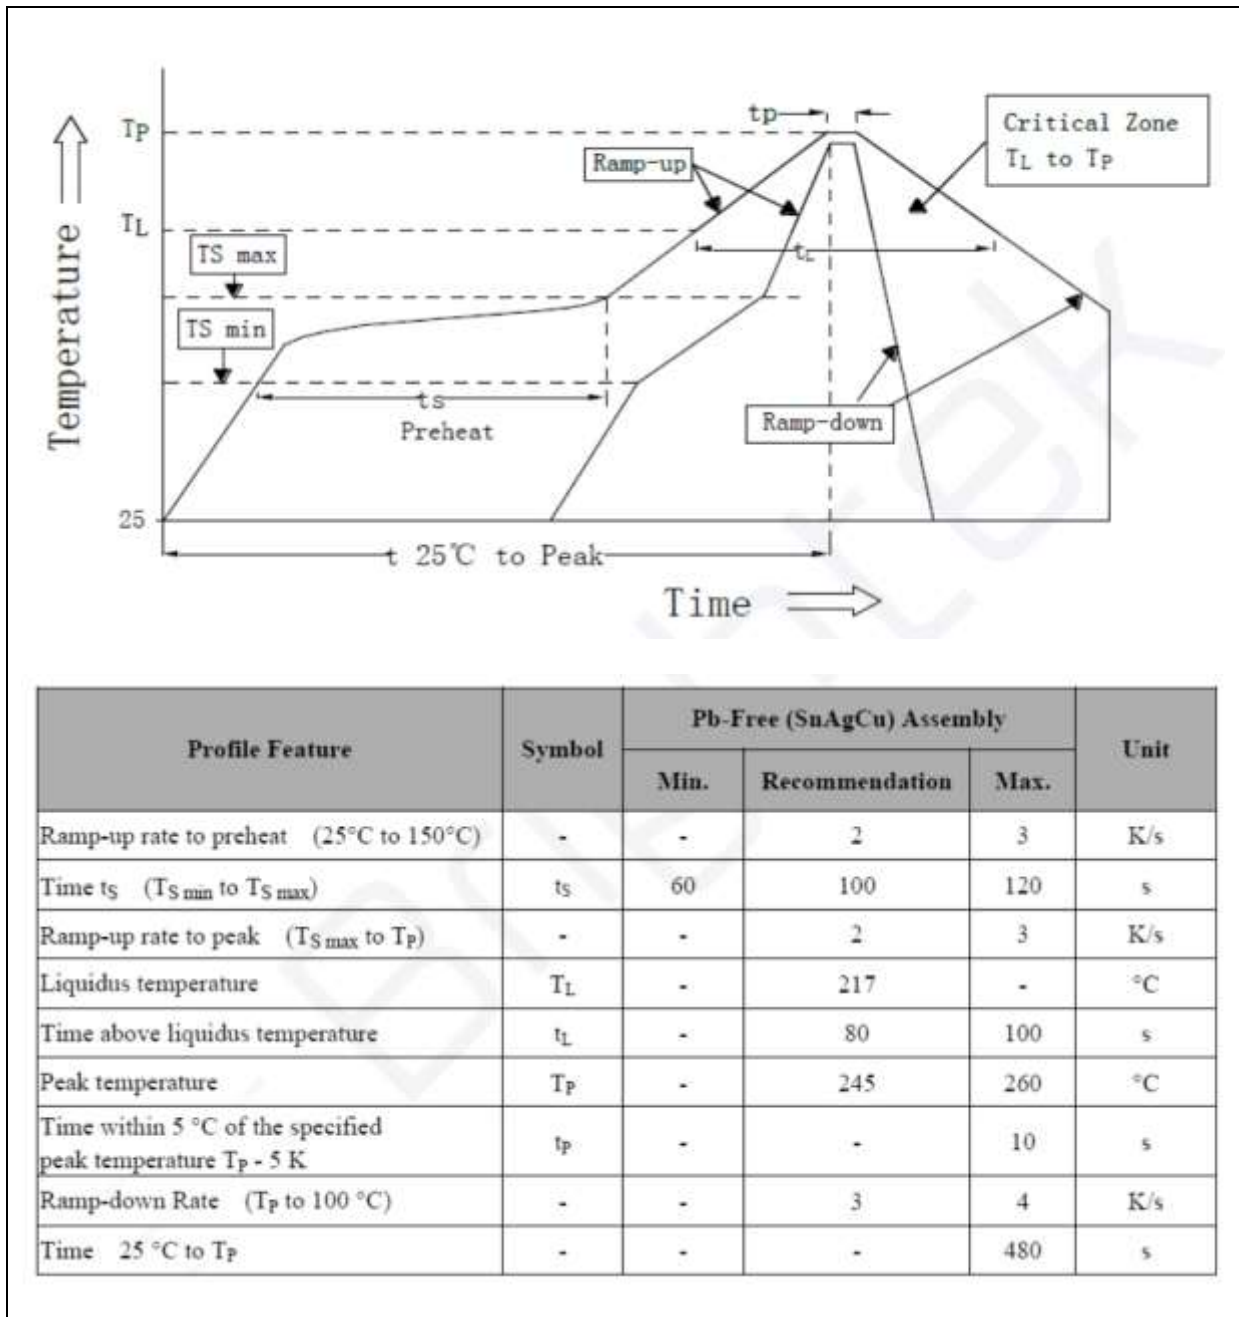 tp
Critical Zone
TL to TP
TP
Ramp-up
TL
tL
TS max
TS min
Temperature
ts
Preheat
Ramp-down
25
t 25℃ to Peak
Time
Brightek
Profile Feature Symbol Pb-Free (SnAgCu) Assembly Unit
Min. Recommendation Max.
Ramp-up rate to preheat (25°C to 150°C) - - 2 3 K/s
Time tS (TS min to TS max) tS 60 100 120 s
Ramp-up rate to peak (TS max to TP) - - 2 3 K/s
Liquidus temperature TL - 217 - °C
Time above liquidus temperature tL - 80 100 s
Peak temperature TP - 245 260 °C
Time within 5 °C of the specified
peak temperature TP - 5 K tP - - 10 s
Ramp-down Rate (TP to 100 °C) - - 3 4 K/s
Time 25 °C to TP - - - 480 s